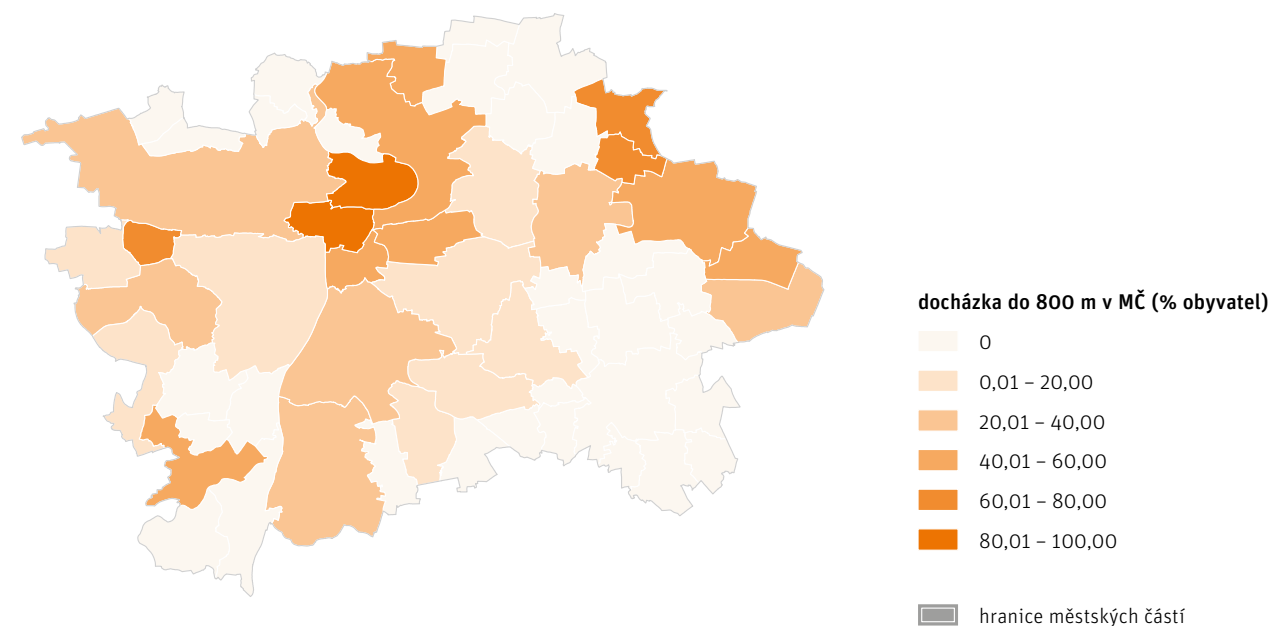 docházka do 800 m v MČ (% obyvatel)
0
0,01 – 20,00
20,01 – 40,00
40,01 – 60,00
60,01 – 80,00
80,01 – 100,00
hranice městských částí